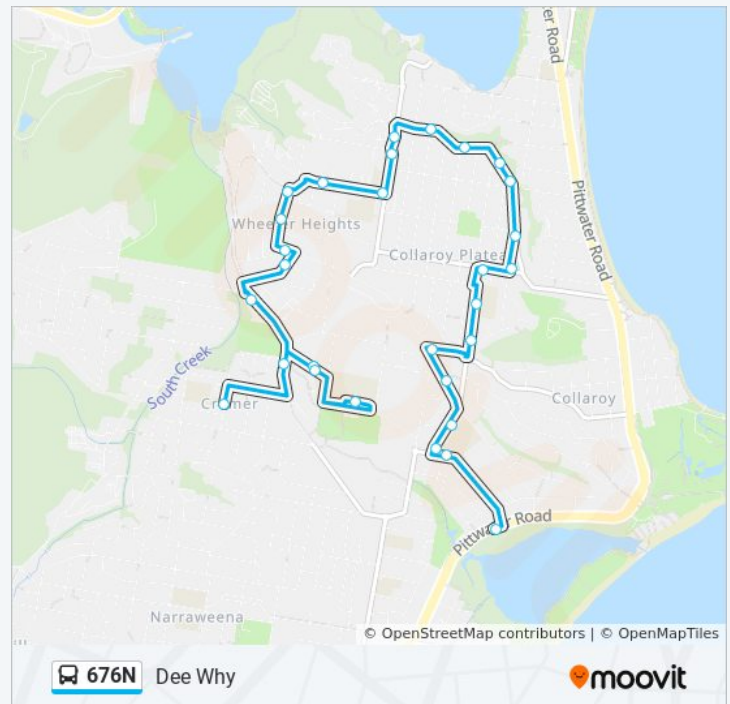 er Road
Pittwater Road
Wheeler Heights
Collaroy Plateau
South Creek
Cromer
Collaroy
Pittwater Road
Narraweena
© OpenStreetMap contributors | © OpenMapTiles
676N Dee Why
moovit